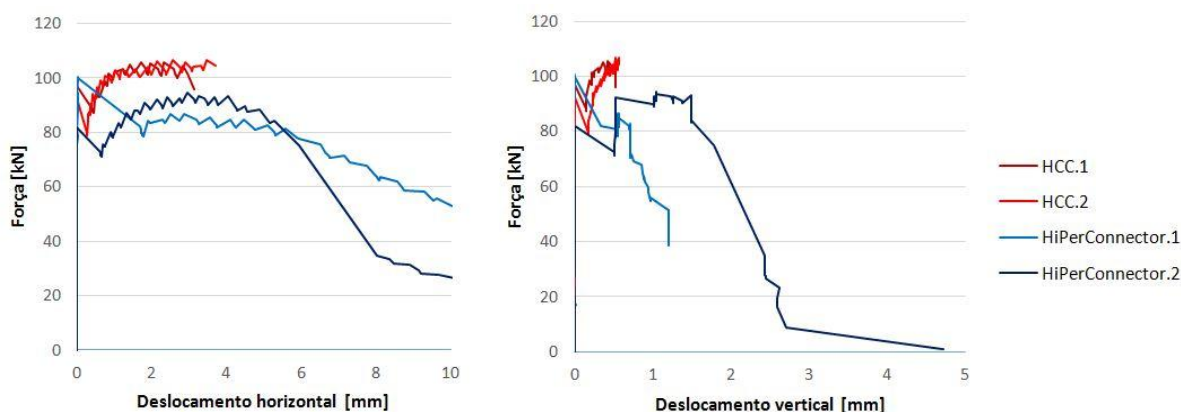 120
100
80
60
40
20
0
Força [kN]
0 2 4 6 8 10
Deslocamento horizontal [mm]
120
100
80
60
40
20
0
Força [kN]
0 1 2 3 4 5
Deslocamento vertical [mm]
HCC.1
HCC.2
HiPerConnector.1
HiPerConnector.2